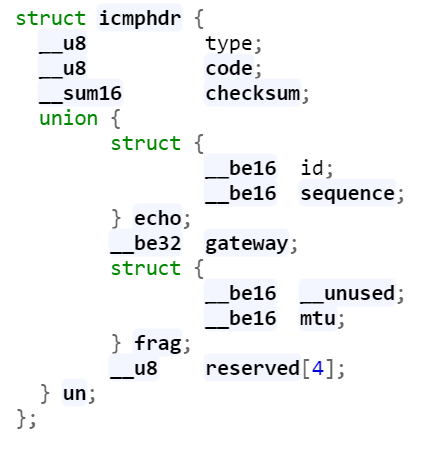 struct icmphdr {
__u8 type;
__u8 code;
__sum16 checksum;
union {
struct {
__be16 id;
__be16 sequence;
} echo;
__be32 gateway;
struct {
__be16 __unused;
__be16 mtu;
} frag;
__u8 reserved[4];
} un;
};